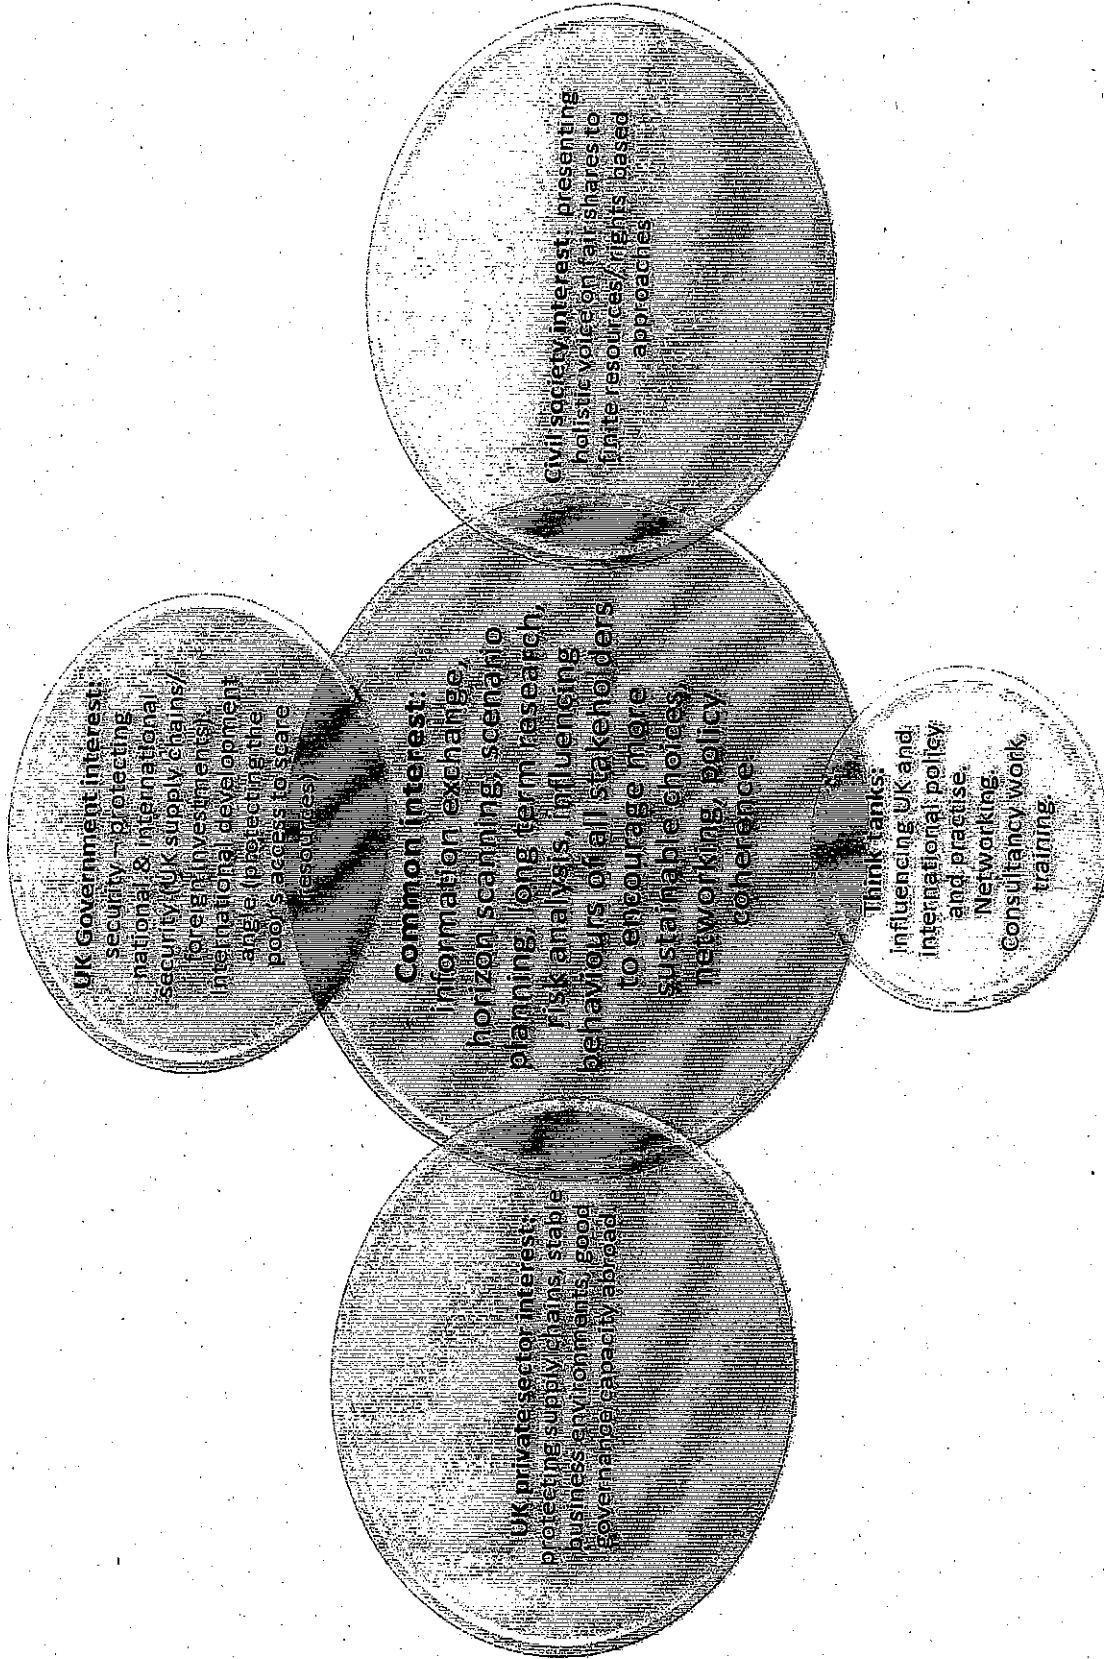 UK Government interest:
security – protecting
national & international
security (UK supply chains/
foreign investments).
International development
angle (protecting the
poor's access to scare
resources)
Common interest:
information exchange,
horizon scanning, scenario
planning, long term research,
risk analysis, influencing
behaviours of all stakeholders
to encourage more
sustainable choices,
networking, policy
coherence.
UK private sector interest:
protecting supply chains, stable
business environments, good
governance capacity abroad
Civil society interest: presenting
holistic voice on fair shares to
finite resources/ rights based
approaches
Think Tanks:
influencing UK and
international policy
and practise.
Networking.
Consultancy work,
training.